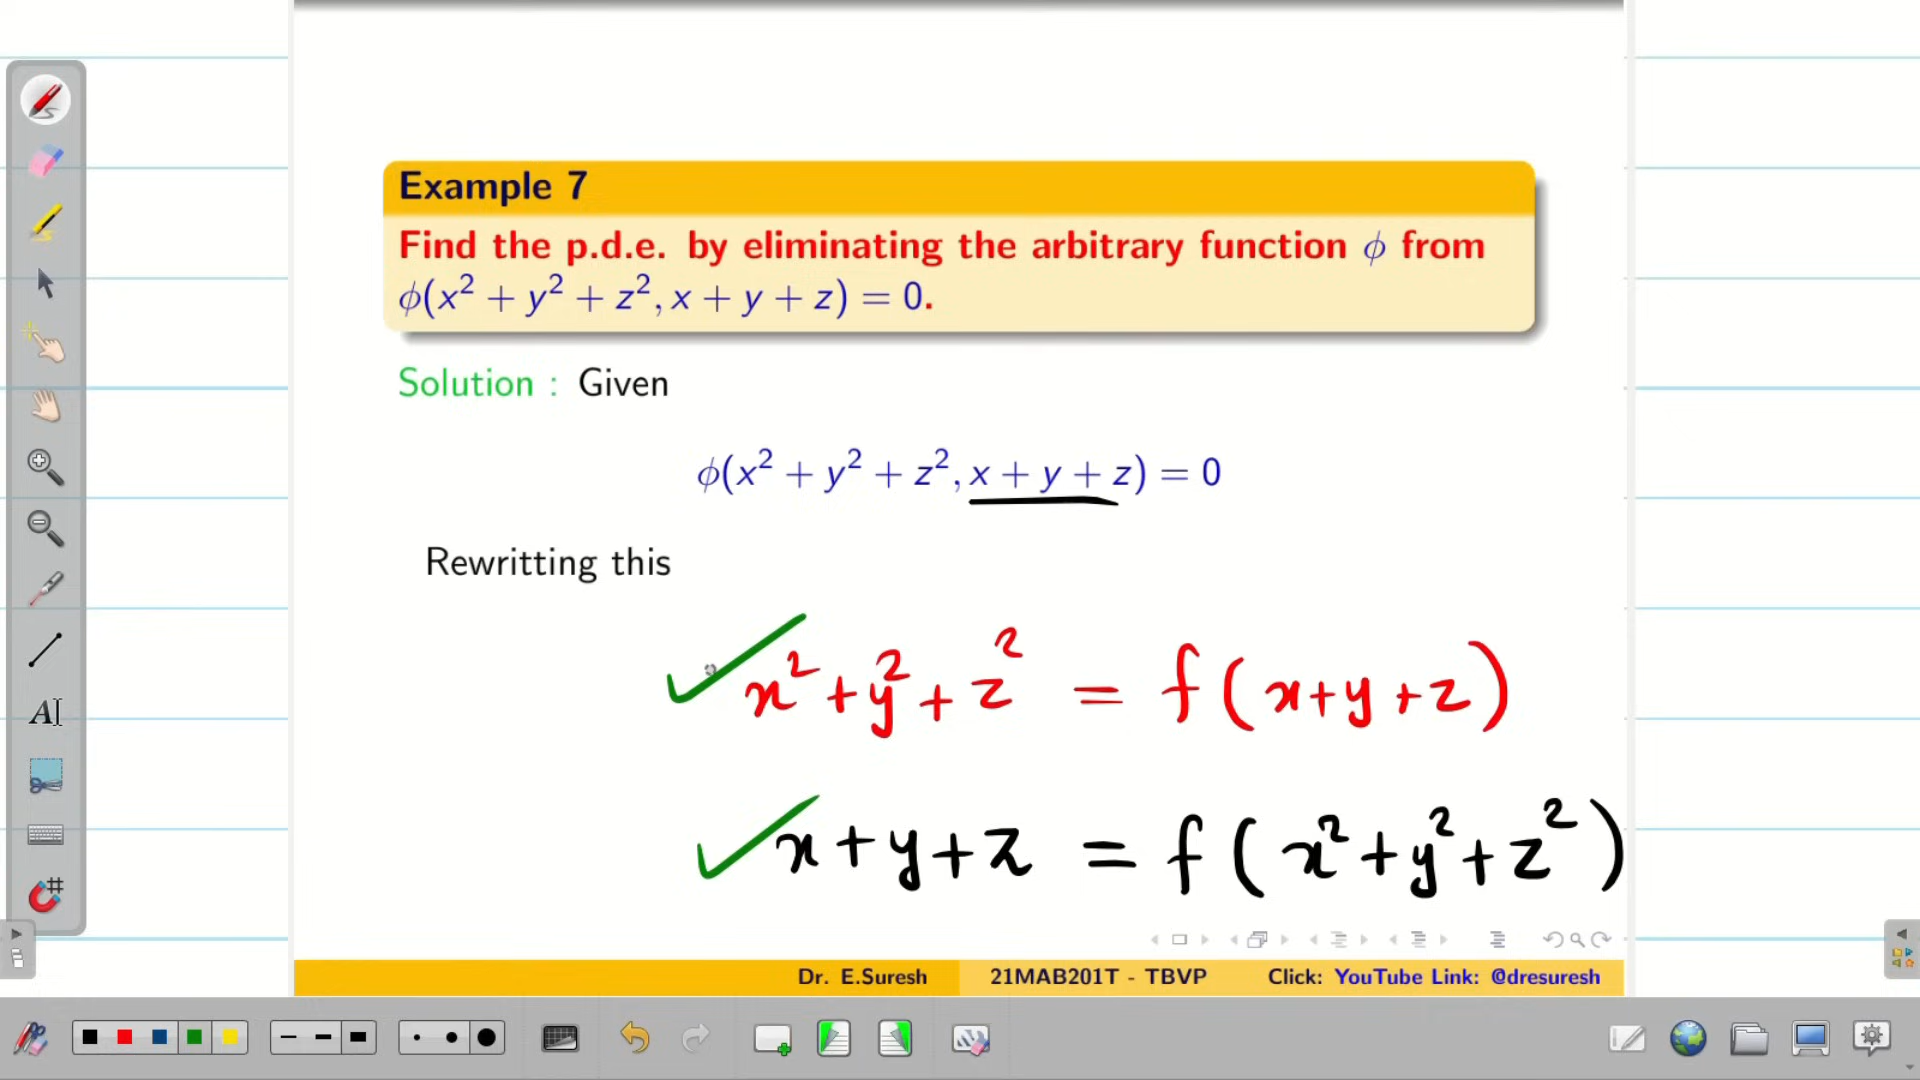 Example 7
Find the p.d.e. by eliminating the arbitrary function ϕ from
ϕ(x² + y² + z², x + y + z) = 0.
Solution : Given
ϕ(x² + y² + z², x + y + z) = 0
Rewritting this
x² + y² + z² = f(x+y+z)
x+y+z = f(x²+y²+z²)
Dr. E.Suresh 21MAB201T - TBVP Click: YouTube Link: @dresuresh